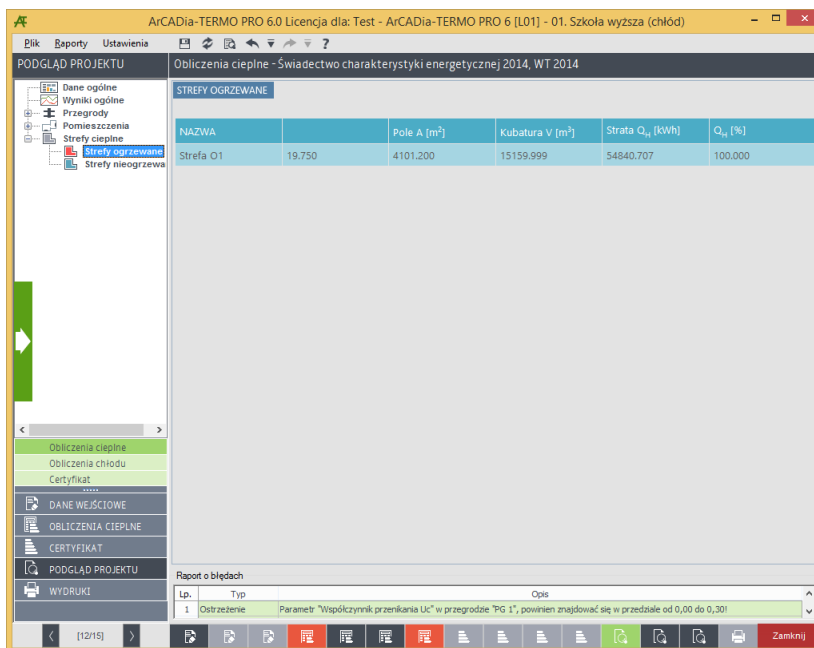 ArCADia-TERMO PRO 6.0 Licencja dla: Test - ArCADia-TERMO PRO 6 [L01] - 01. Szkoła wyższa (chłód)
Plik Raporty Ustawienia
PODGLĄD PROJEKTU
Obliczenia cieplne - Świadectwo charakterystyki energetycznej 2014, WT 2014
Dane ogólne
Wyniki ogólne
Przegrody
Pomieszczenia
Strefy cieplne
Strefy ogrzewane
Strefy nieogrzewa
STREFY OGRZEWANE
NAZWA Pole A [m²] Kubatura V [m³] Strata Q_H [kWh] Q_H [%]
Strefa O1 19.750 4101.200 15159.999 54840.707 100.000
Obliczenia cieplne
Obliczenia chłodu
Certyfikat
DANE WEJŚCIOWE
OBLICZENIA CIEPLNE
CERTYFIKAT
PODGLĄD PROJEKTU
WYDRUKI
Raport o błędach
Lp. Typ Opis
1 Ostrzeżenie Parametr "Współczynnik przenikania Uc" w przegrodzie "PG 1", powinien znajdować się w przedziale od 0,00 do 0,30!
[12/15]
Zamknij